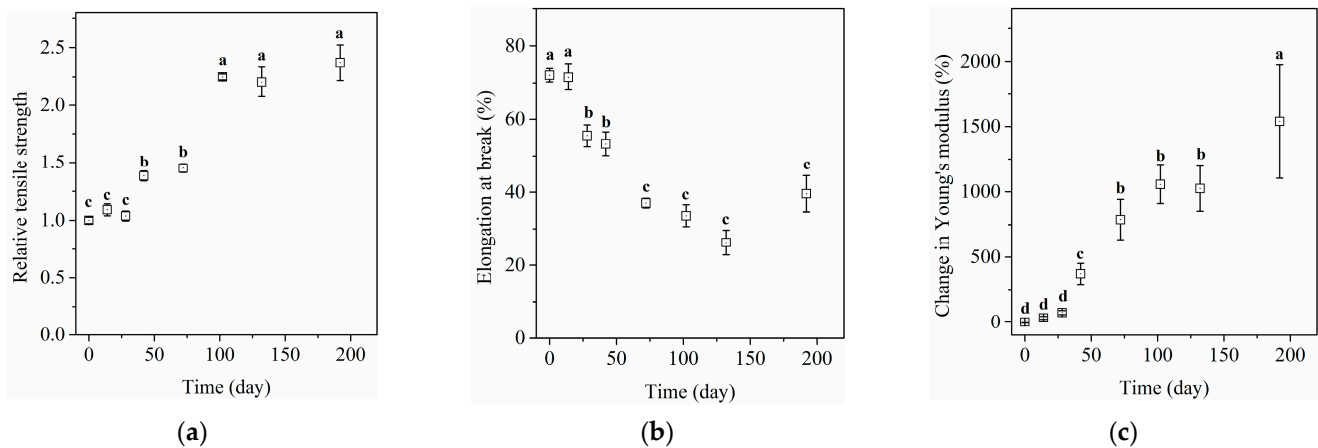 Relative tensile strength
2.5
2.0
1.5
1.0
0.5
0.0
c
c
c
b
b
a
a
a
0
50
100
150
200
Time (day)
(a)
Elongation at break (%)
80
60
40
20
0
a
a
b
b
c
c
c
c
0
50
100
150
200
Time (day)
(b)
Change in Young's modulus (%)
2000
1500
1000
500
0
d
d
d
c
b
b
b
a
0
50
100
150
200
Time (day)
(c)